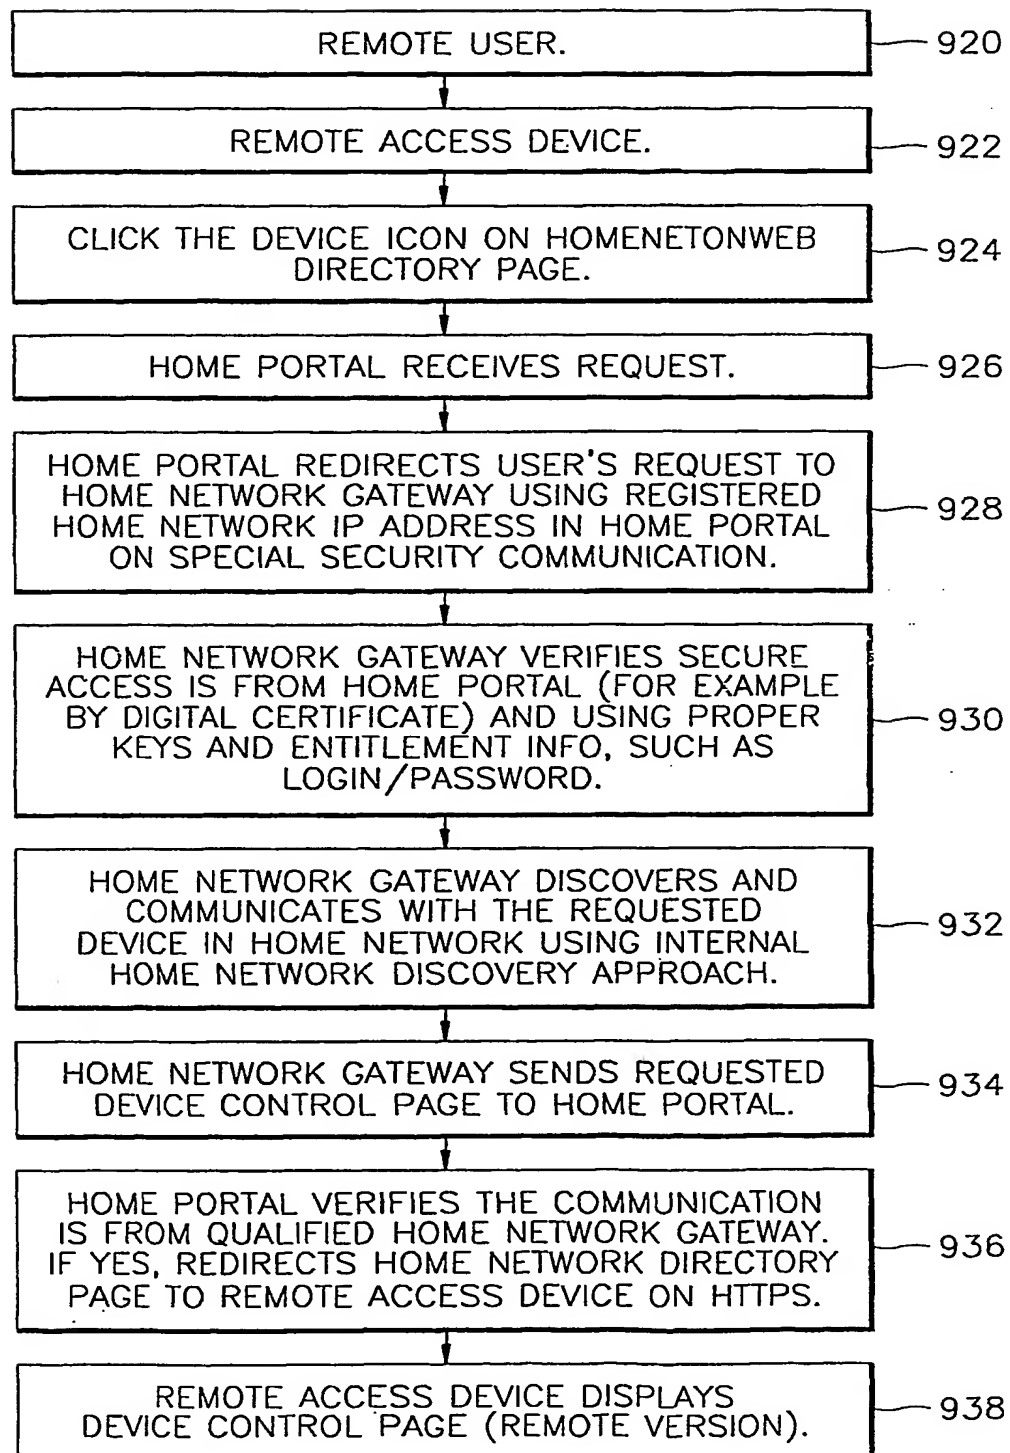 REMOTE USER.
920
REMOTE ACCESS DEVICE.
922
CLICK THE DEVICE ICON ON HOMENETONWEB
DIRECTORY PAGE.
924
HOME PORTAL RECEIVES REQUEST.
926
HOME PORTAL REDIRECTS USER'S REQUEST TO
HOME NETWORK GATEWAY USING REGISTERED
HOME NETWORK IP ADDRESS IN HOME PORTAL
ON SPECIAL SECURITY COMMUNICATION.
928
HOME NETWORK GATEWAY VERIFIES SECURE
ACCESS IS FROM HOME PORTAL (FOR EXAMPLE
BY DIGITAL CERTIFICATE) AND USING PROPER
KEYS AND ENTITLEMENT INFO, SUCH AS
LOGIN/PASSWORD.
930
HOME NETWORK GATEWAY DISCOVERS AND
COMMUNICATES WITH THE REQUESTED
DEVICE IN HOME NETWORK USING INTERNAL
HOME NETWORK DISCOVERY APPROACH.
932
HOME NETWORK GATEWAY SENDS REQUESTED
DEVICE CONTROL PAGE TO HOME PORTAL.
934
HOME PORTAL VERIFIES THE COMMUNICATION
IS FROM QUALIFIED HOME NETWORK GATEWAY.
IF YES, REDIRECTS HOME NETWORK DIRECTORY
PAGE TO REMOTE ACCESS DEVICE ON HTTPS.
936
REMOTE ACCESS DEVICE DISPLAYS
DEVICE CONTROL PAGE (REMOTE VERSION).
938